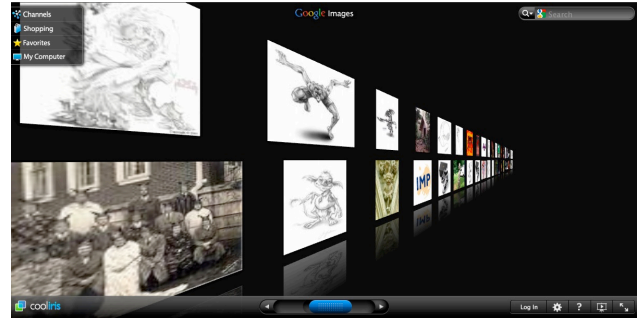 Channels
Shopping
Favorites
My Computer
Google Images
Search
IMP
cooliris
Log In
?